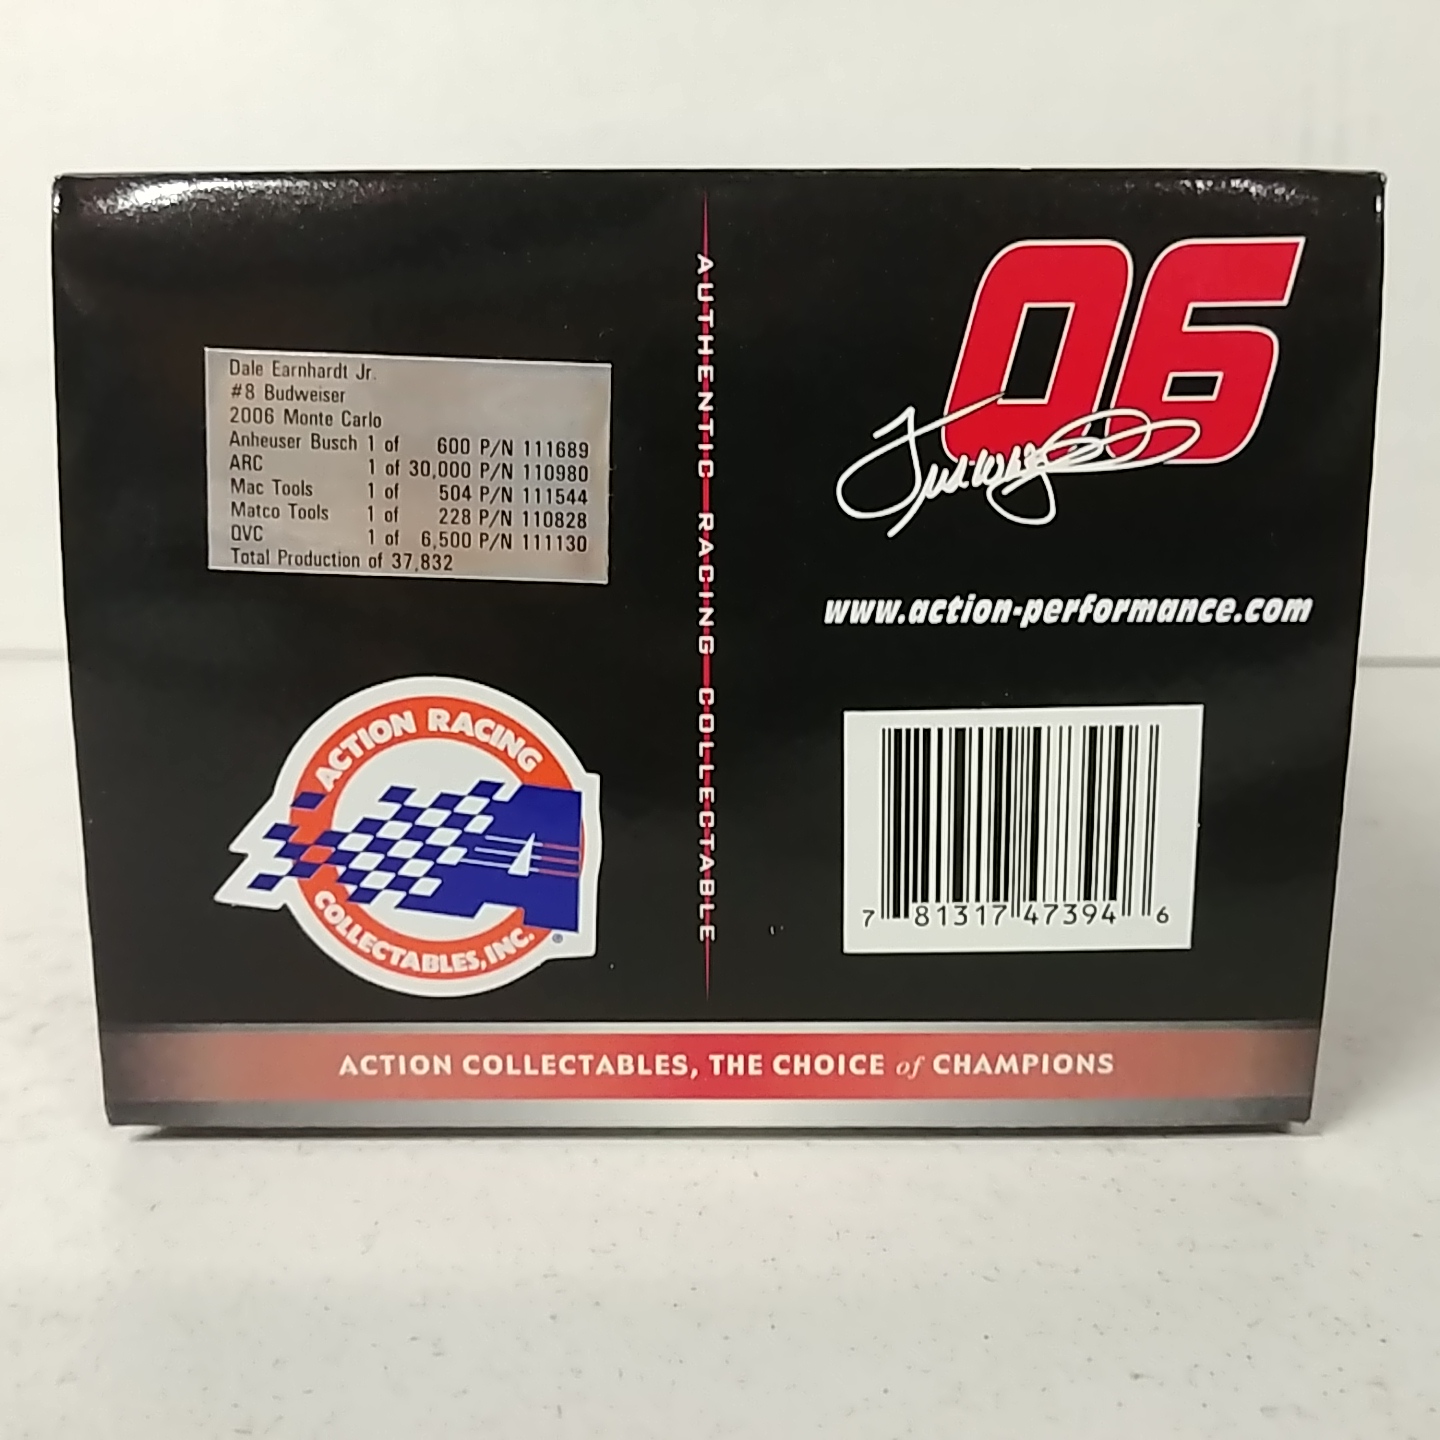 Dale Earnhardt Jr.
#8 Budweiser
2006 Monte Carlo
Anheuser Busch 1 of 600 P/N 111689
ARC 1 of 30,000 P/N 110980
Mac Tools 1 of 504 P/N 111544
Matco Tools 1 of 228 P/N 110828
QVC 1 of 6,500 P/N 111130
Total Production of 37,832
ACTION RACING
COLLECTABLES, INC.
®
AUTHENTIC RACING COLLECTABLE
06
www.action-performance.com
7 81317 47394 6
ACTION COLLECTABLES, THE CHOICE of CHAMPIONS